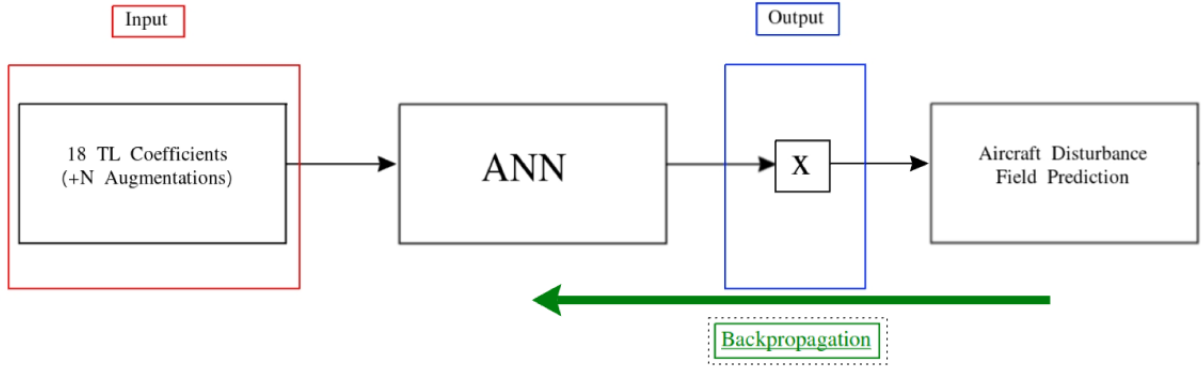 Input
Output
18 TL Coefficients
(+N Augmentations)
ANN
X
Aircraft Disturbance
Field Prediction
Backpropagation